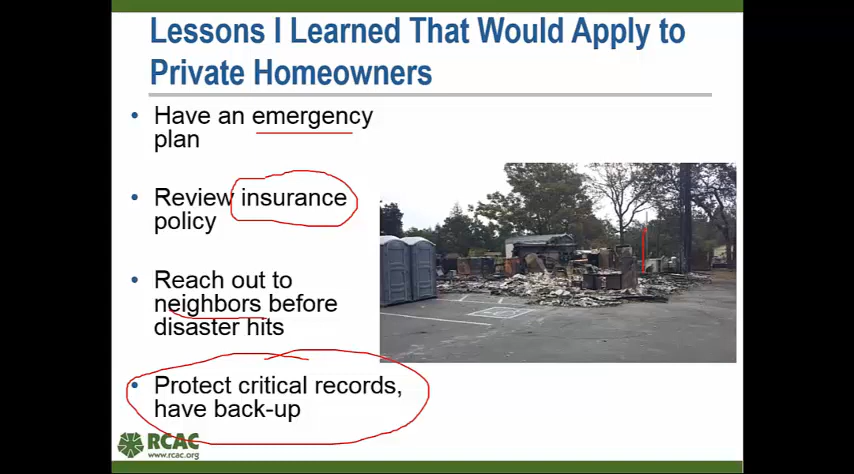 Lessons I Learned That Would Apply to
Private Homeowners
• Have an emergency
plan
• Review insurance
policy
• Reach out to
neighbors before
disaster hits
• Protect critical records,
have back-up
RCAC
www.rcac.org